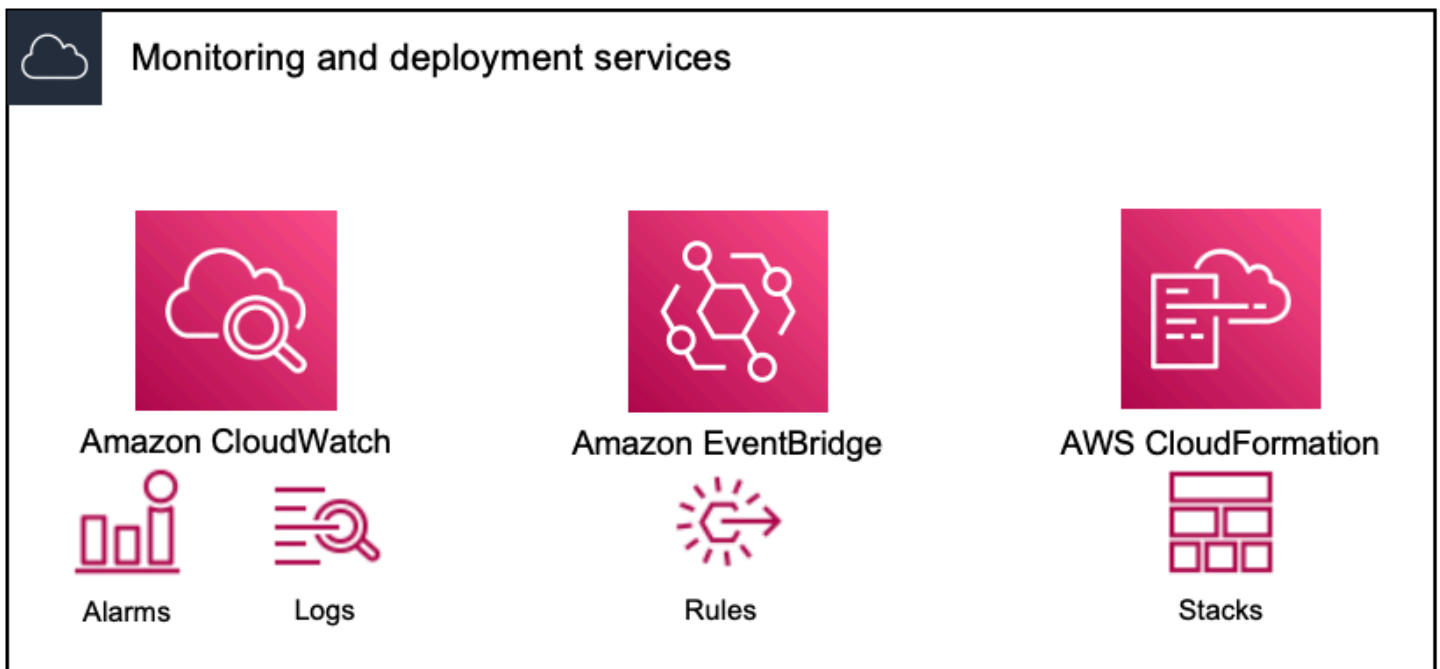 Monitoring and deployment services
Amazon CloudWatch
Amazon EventBridge
AWS CloudFormation
Alarms
Logs
Rules
Stacks